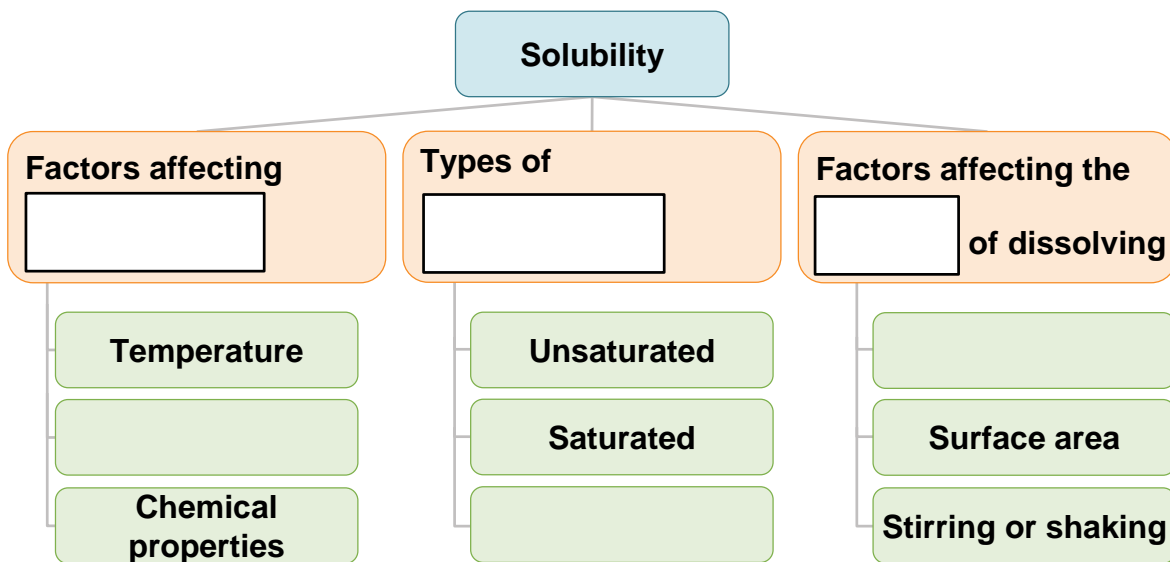 Solubility
Factors affecting
Types of
Factors affecting the
of dissolving
Temperature
Unsaturated
Saturated
Surface area
Chemical
properties
Stirring or shaking